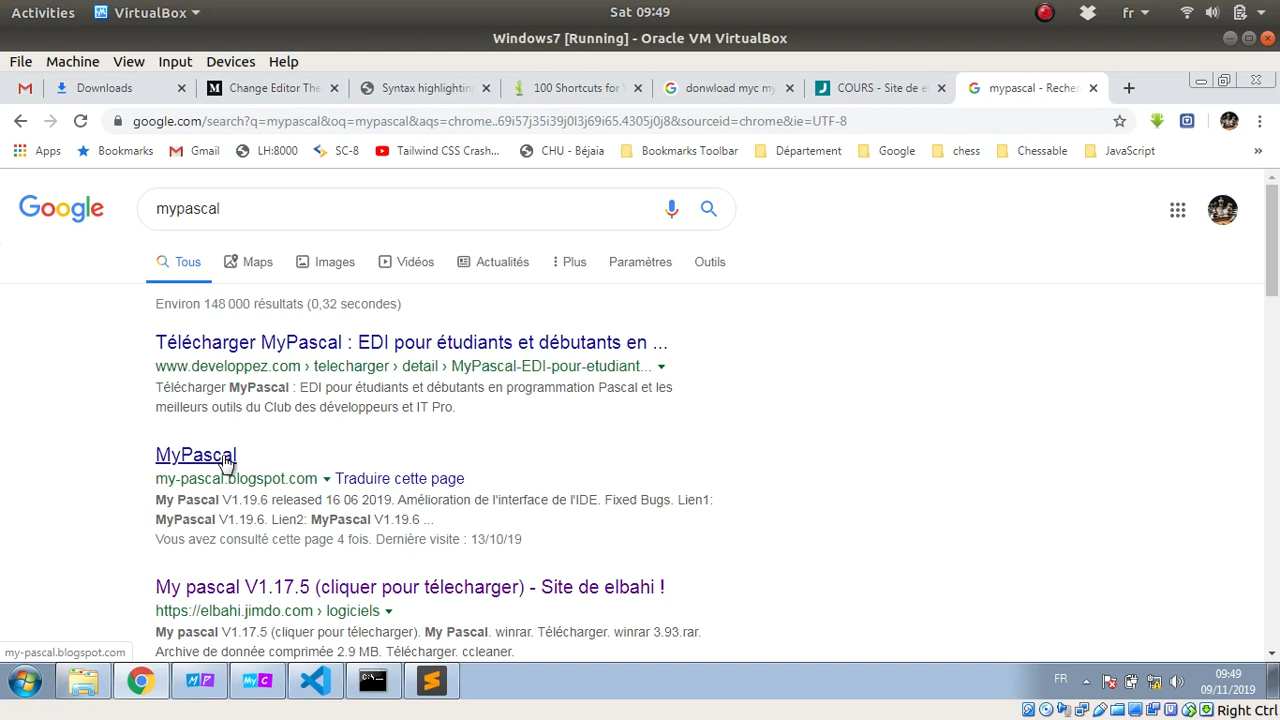 Activities VirtualBox Sat 09:49 fr
Windows7 [Running] - Oracle VM VirtualBox
File Machine View Input Devices Help
Downloads Change Editor The Syntax highlightin 100 Shortcuts for donwload myc my COURS - Site de el mypascal - Recher
google.com/search?q=mypascal&oq=mypascal&aqs=chrome..69i57j35i39j0l3j69i65.4305j0j8&sourceid=chrome&ie=UTF-8
Apps Bookmarks Gmail LH:8000 SC-8 Tailwind CSS Crash... CHU - Béjaia Bookmarks Toolbar Département Google chess Chessable JavaScript »
Google mypascal
Tous Maps Images Vidéos Actualités Plus Paramètres Outils
Environ 148 000 résultats (0,32 secondes)
Télécharger MyPascal : EDI pour étudiants et débutants en ...
www.developpez.com › telecharger › detail › MyPascal-EDI-pour-etudiant...
Télécharger MyPascal : EDI pour étudiants et débutants en programmation Pascal et les
meilleurs outils du Club des développeurs et IT Pro.
MyPascal
my-pascal.blogspot.com Traduire cette page
My Pascal V1.19.6 released 16 06 2019. Amélioration de l'interface de l'IDE. Fixed Bugs. Lien1:
MyPascal V1.19.6. Lien2: MyPascal V1.19.6 ...
Vous avez consulté cette page 4 fois. Dernière visite : 13/10/19
My pascal V1.17.5 (cliquer pour télecharger) - Site de elbahi !
https://elbahi.jimdo.com › logiciels
My pascal V1.17.5 (cliquer pour télecharger). My Pascal. winrar. Télécharger. winrar 3.93.rar.
Archive de donnée comprimée 2.9 MB. Télécharger. ccleaner.
my-pascal.blogspot.com
MP MyC FR 09:49
09/11/2019
Right Ctrl